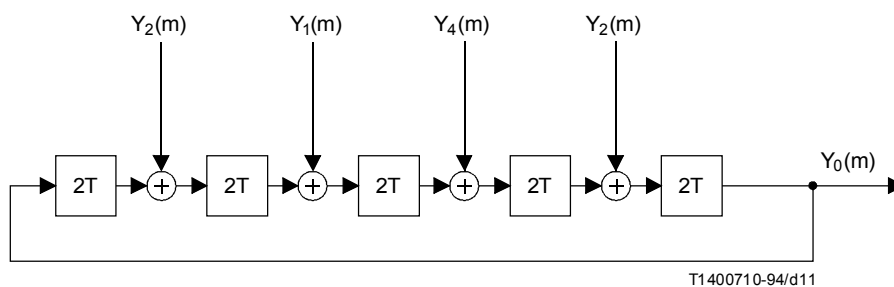 Y2(m) Y1(m) Y4(m) Y2(m)
2T + 2T + 2T + 2T + 2T Y0(m)
T1400710-94/d11